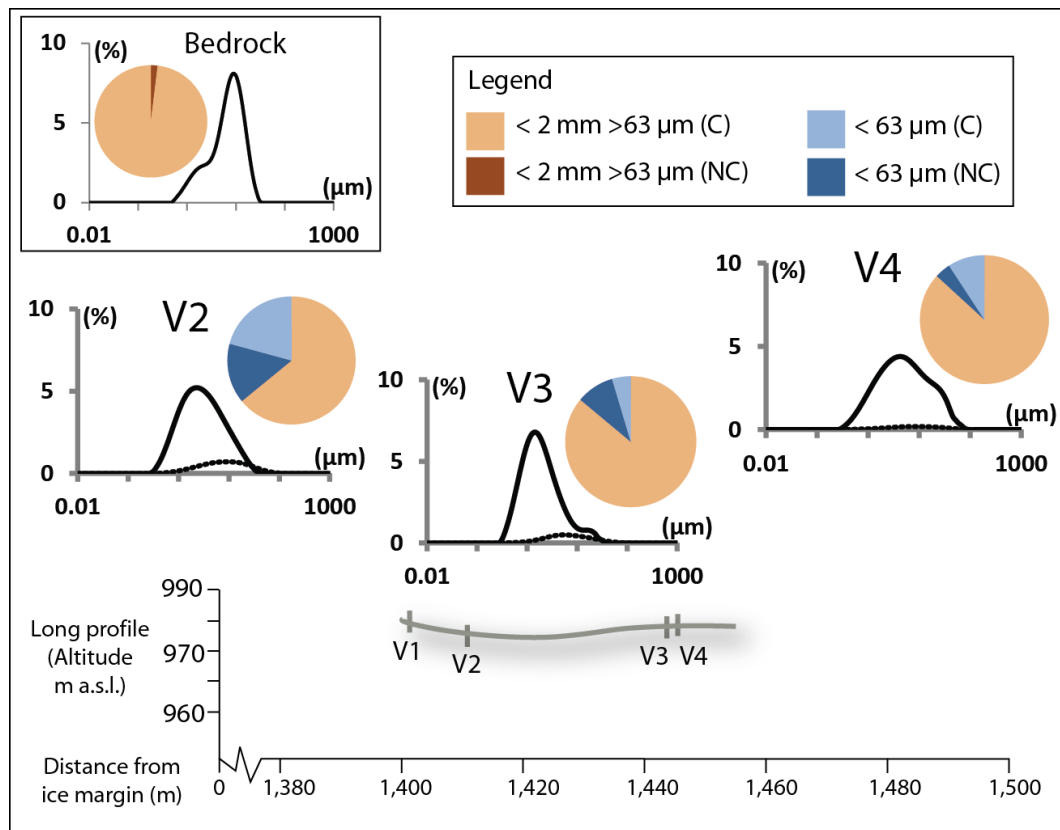 Bedrock
10 (%)
5
0 (µm)
0.01 1000
Legend
< 2 mm >63 µm (C)
< 63 µm (C)
< 2 mm >63 µm (NC)
< 63 µm (NC)
V2
10 (%)
5
0 (µm)
0.01 1000
V3
10 (%)
5
0 (µm)
0.01 1000
V4
10 (%)
5
0 (µm)
0.01 1000
990
970
960
Long profile
(Altitude
m a.s.l.)
V1 V2 V3 V4
Distance from
ice margin (m)
0 1,380 1,400 1,420 1,440 1,460 1,480 1,500